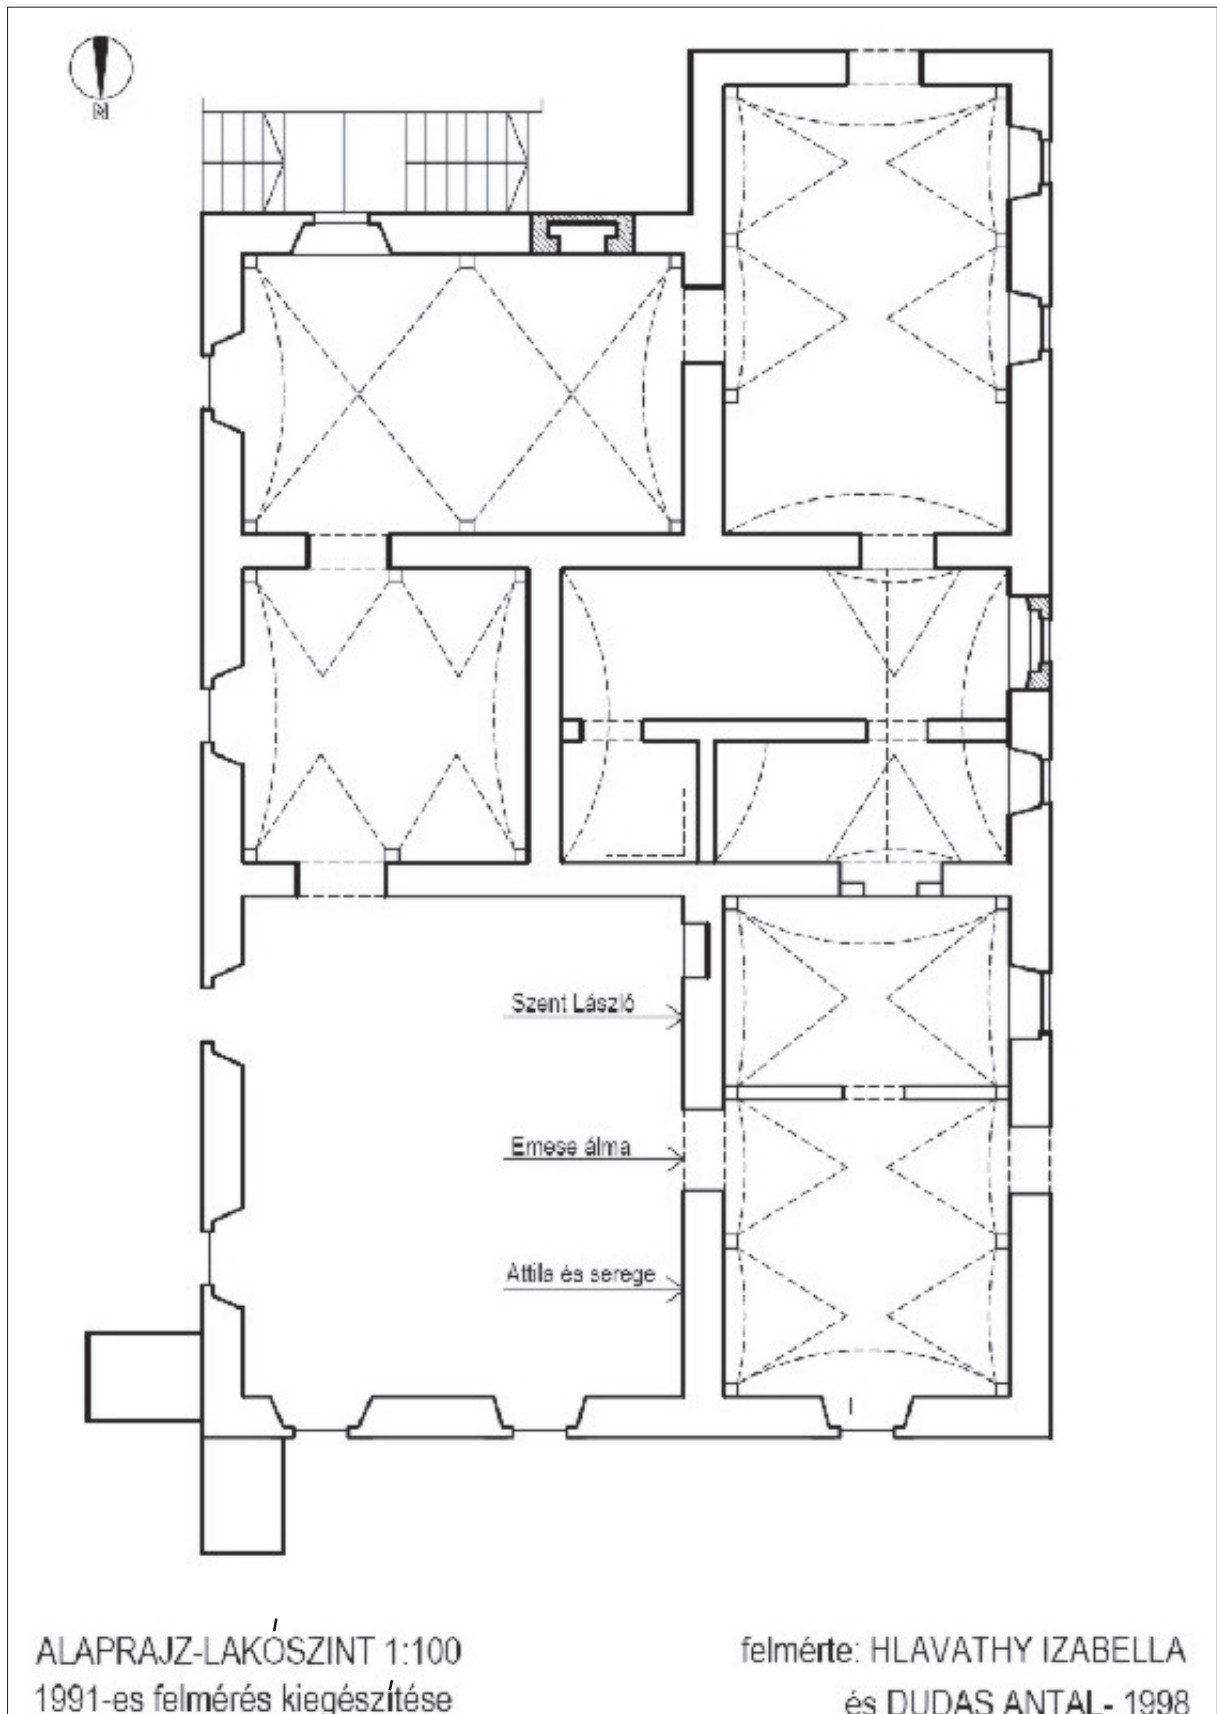 N
Szent László
Emese álma
Attila és serege
ALAPRAJZ-LAKÓSZINT 1:100
1991-es felmérés kiegészítése
felmérte: HLAVATHY IZABELLA
és DUDAS ANTAL- 1998